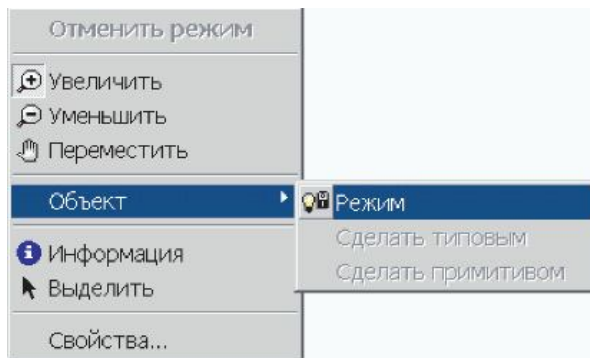 Отменить режим
Увеличить
Уменьшить
Переместить
Объект
Режим
Сделать типовым
Сделать примитивом
Информация
Выделить
Свойства...